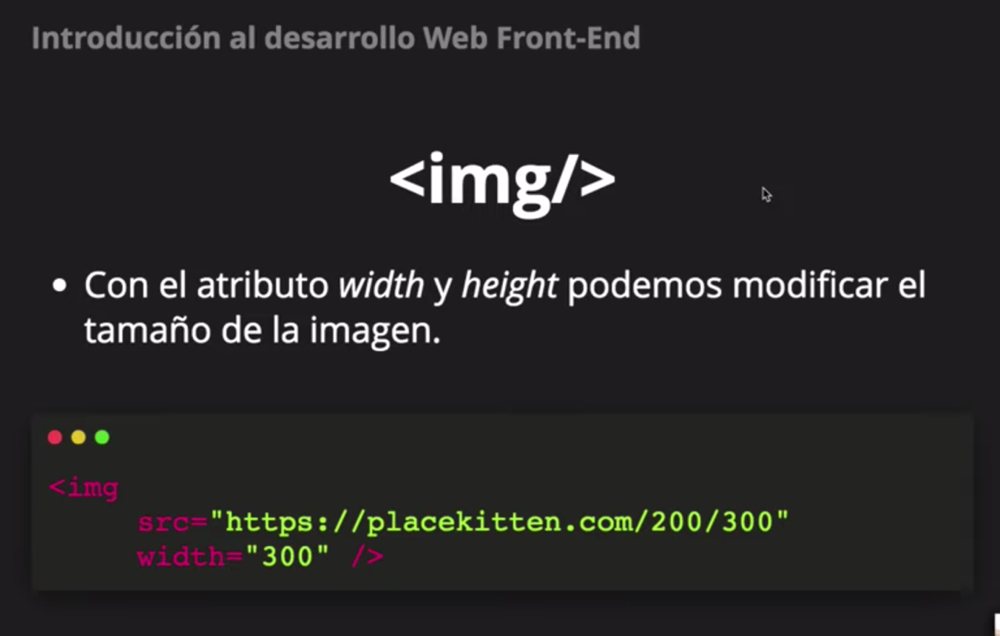 Introducción al desarrollo Web Front-End
<img/>
• Con el atributo width y height podemos modificar el
tamaño de la imagen.
<img
src="https://placekitten.com/200/300"
width="300" />